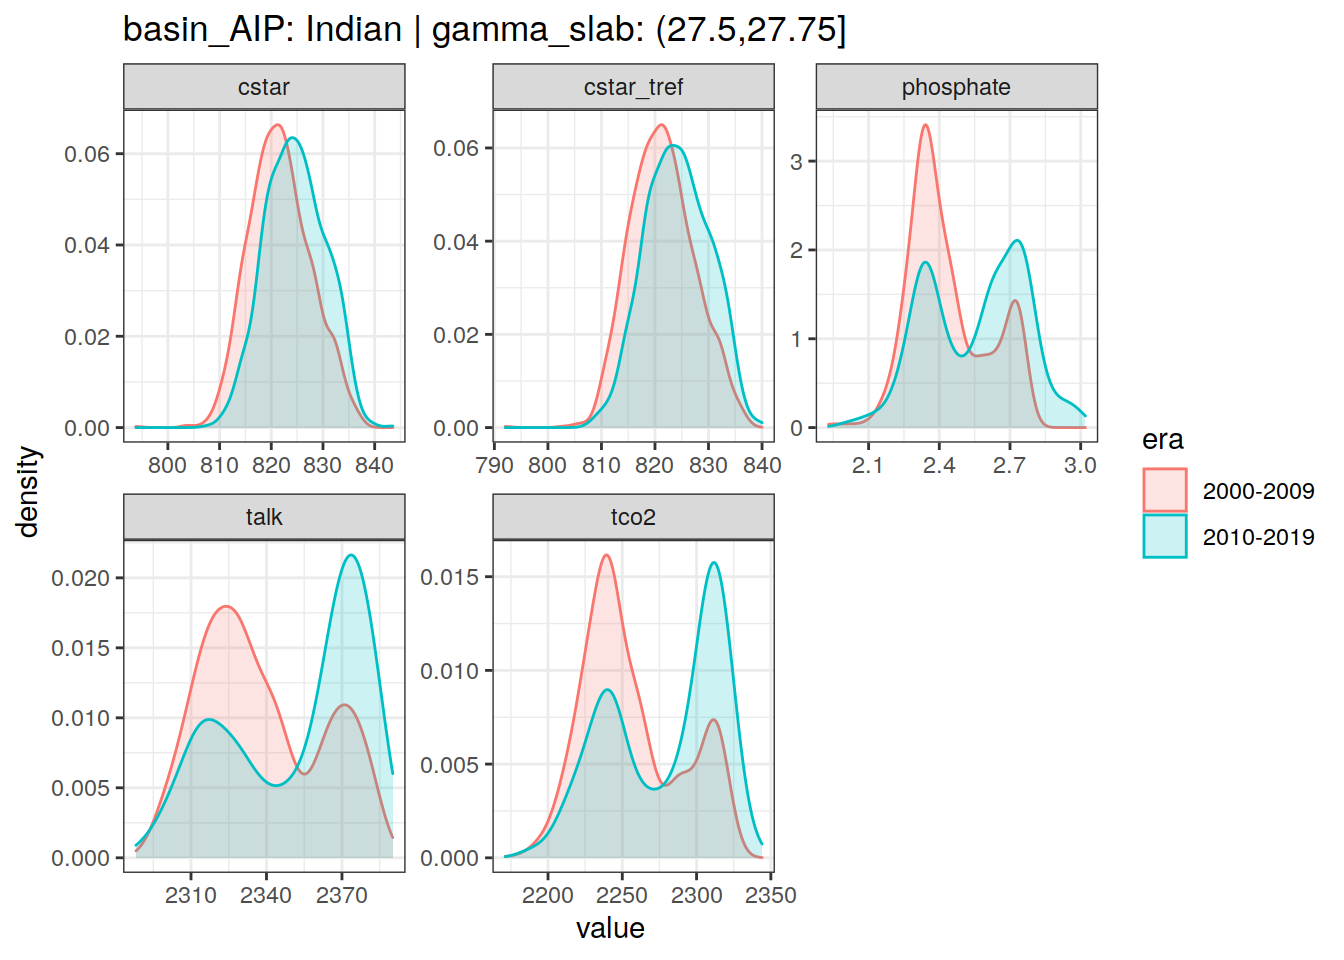 basin_AIP: Indian | gamma_slab: (27.5,27.75]
cstar
cstar_tref
phosphate
0.06
0.04
0.02
0.00
800 810 820 830 840
0.06
0.04
0.02
0.00
790 800 810 820 830 840
3
2
1
0
2.1 2.4 2.7 3.0
density
talk
tco2
0.020
0.015
0.010
0.005
0.000
2310 2340 2370
0.015
0.010
0.005
0.000
2200 2250 2300 2350
value
era
2000-2009
2010-2019